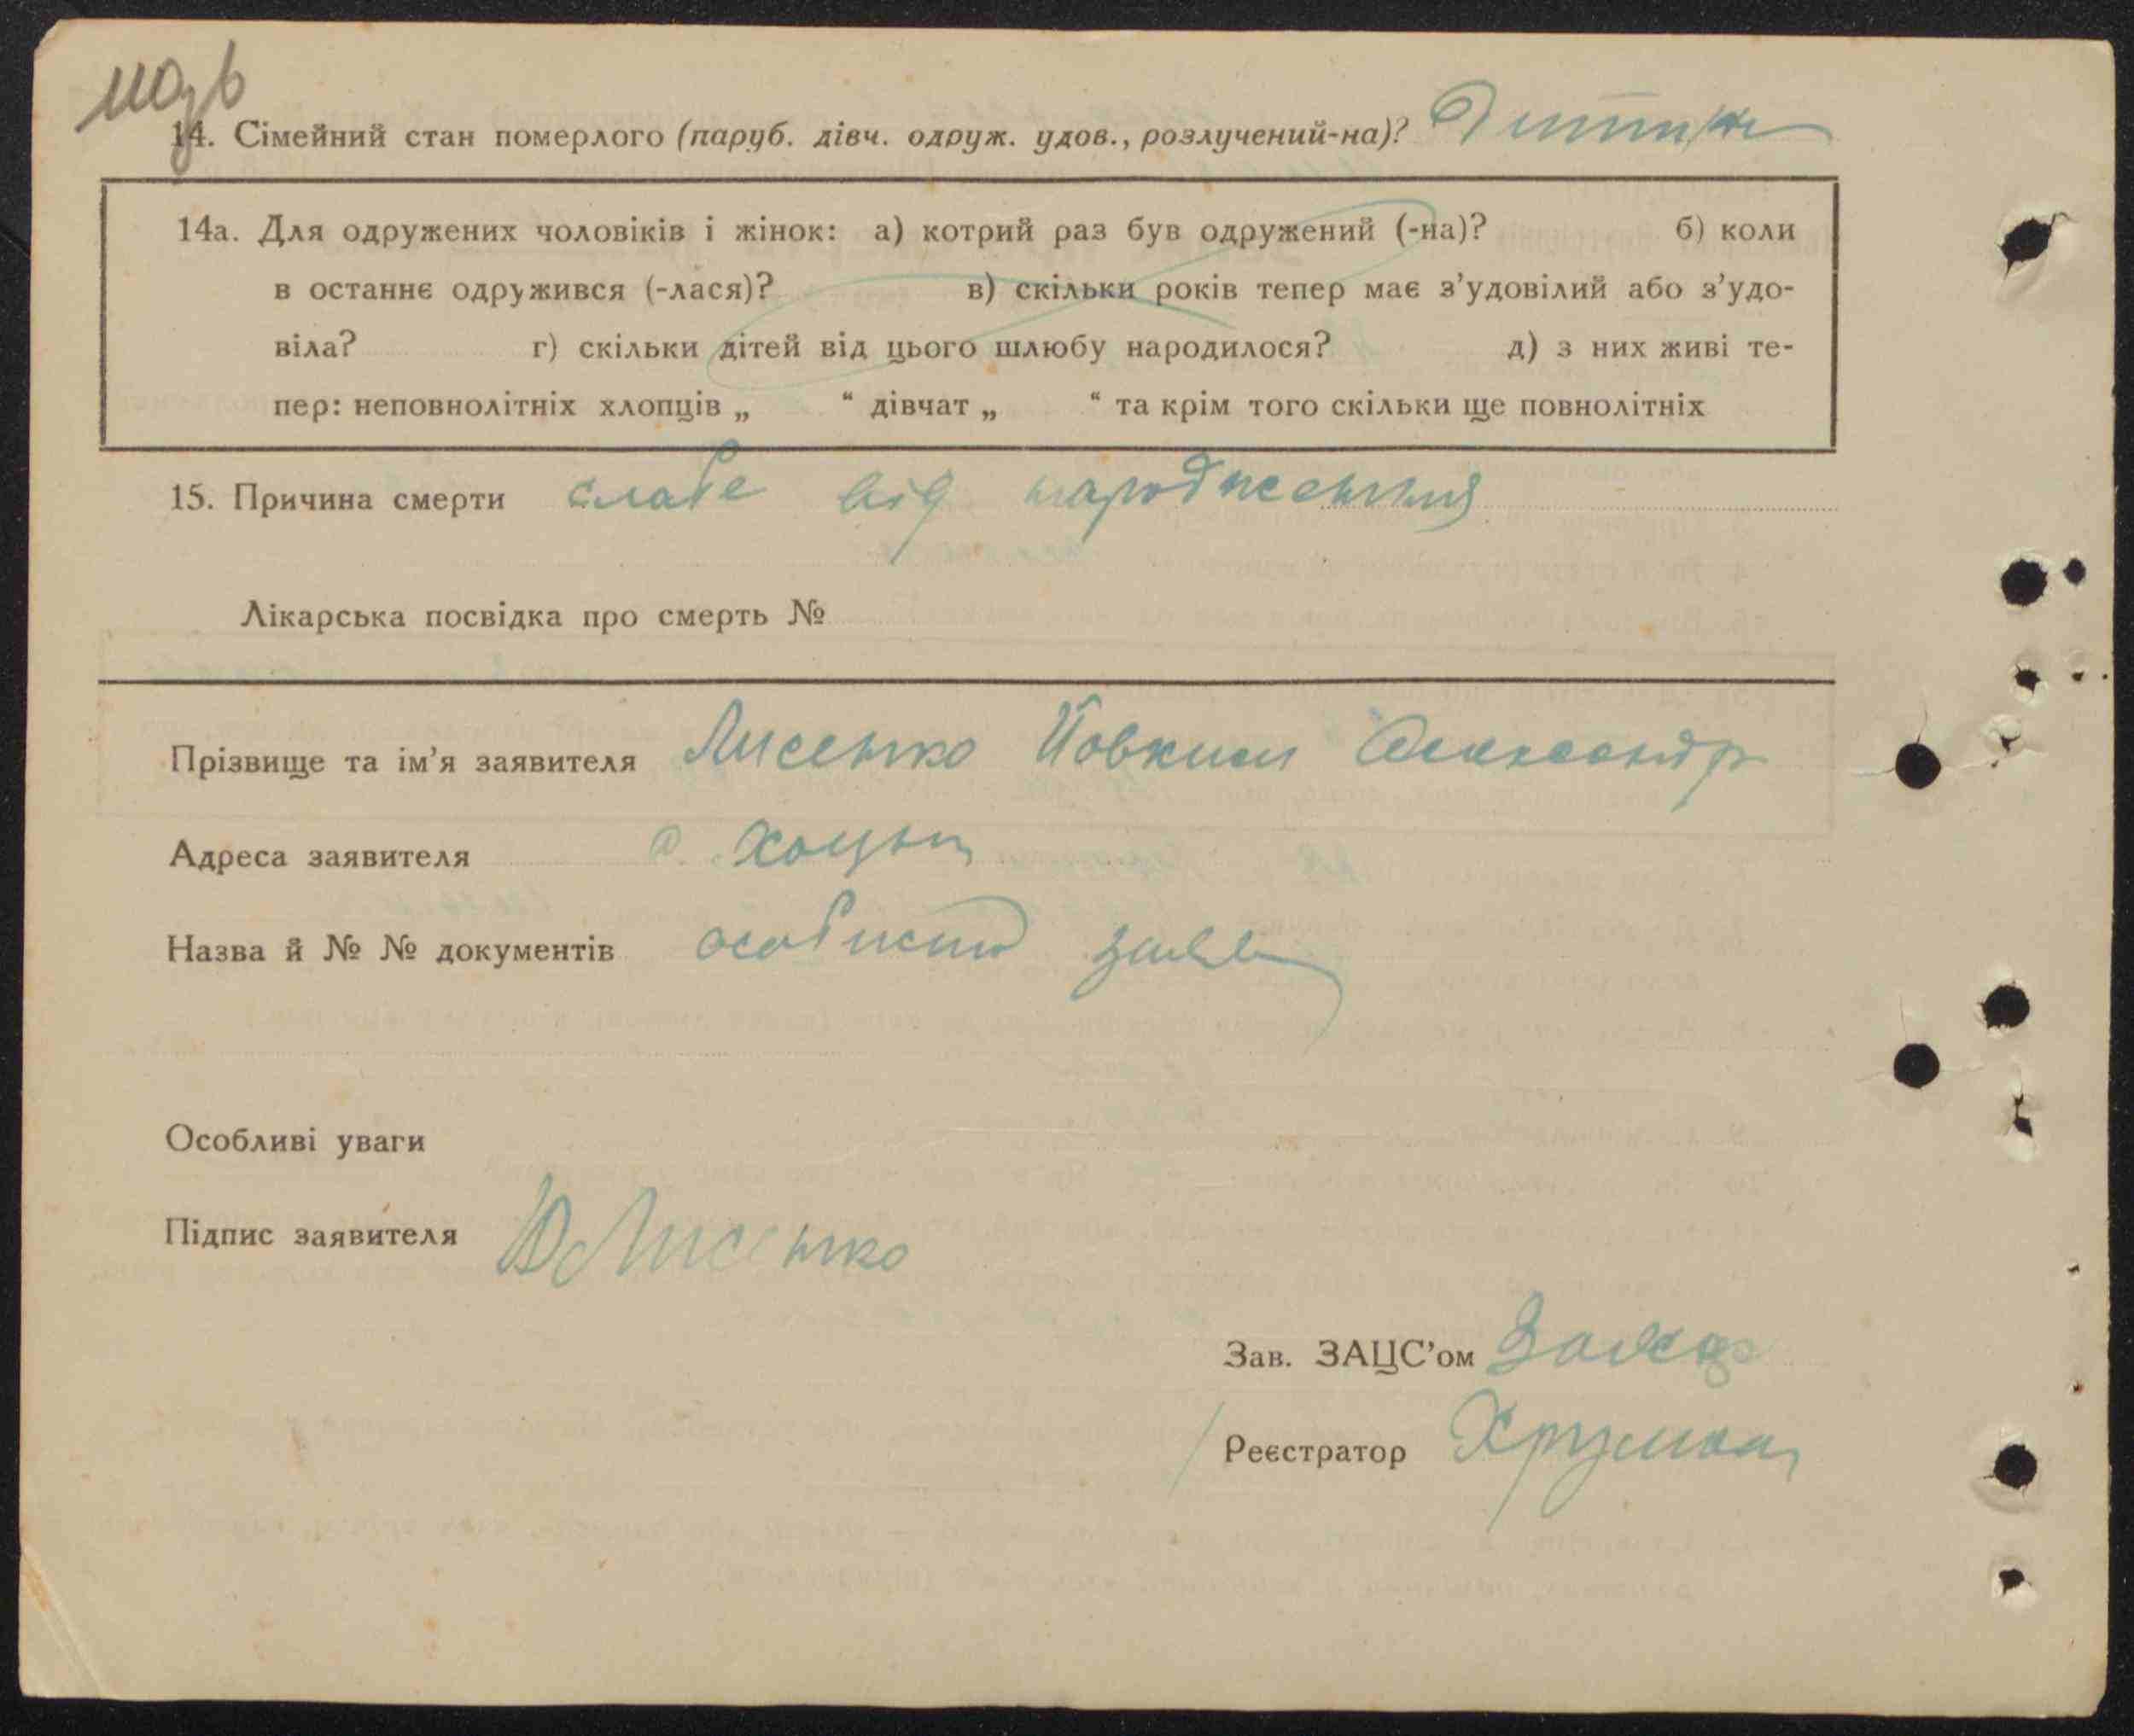 14. Сімейний стан померлого (паруб. дівч. одруж. удов., розлучений-на)? Дитина
14а. Для одружених чоловіків і жінок: а) котрий раз був одружений (-на)? б) коли
в останнє одружився (-лася)? в) скільки років тепер має з’удовілий або з’удо-
віла? г) скільки дітей від цього шлюбу народилося? д) з них живі те-
пер: неповнолітніх хлопців „ “ дівчат „ “ та крім того скільки ще повнолітніх
15. Причина смерти слабе від народження
Лікарська посвідка про смерть №
Прізвище та ім’я заявителя Лисенко Йовким Олександр
Адреса заявителя с. Хоцьки
Назва й № № документів особиста заява
Особливі уваги
Підпис заявителя Ю Лисенко
Зав. ЗАЦС’ом
Реєстратор